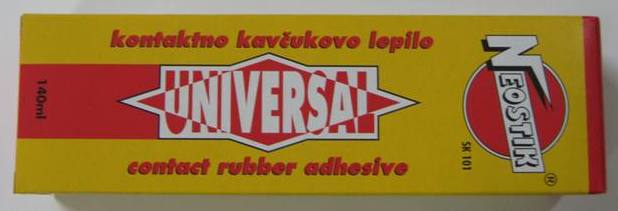 kontaktno kavčukovo lepilo
UNIVERSAL
contact rubber adhesive
140ml
NEOSTIK
®
SK 101